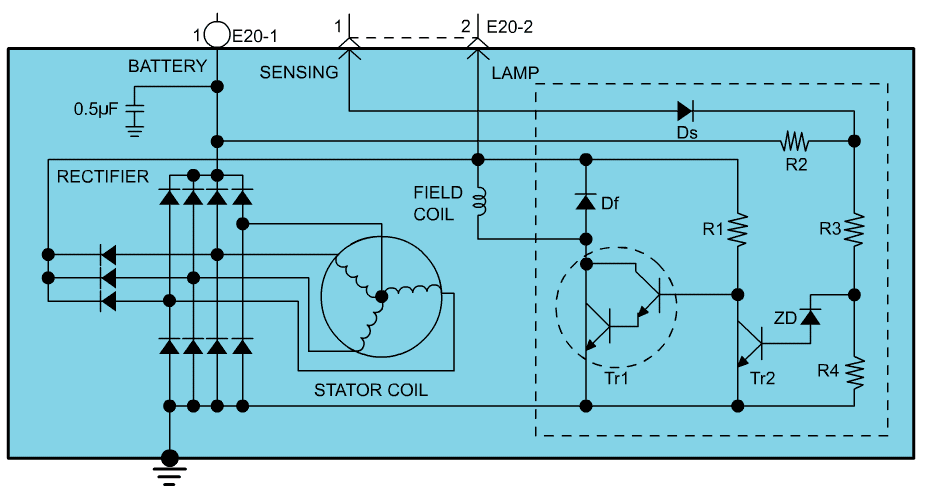 1 E20-1
1 2 E20-2
BATTERY SENSING LAMP
0.5µF
Ds
R2
RECTIFIER
FIELD
COIL
Df
R1 R3
ZD
Tr1 Tr2 R4
STATOR COIL